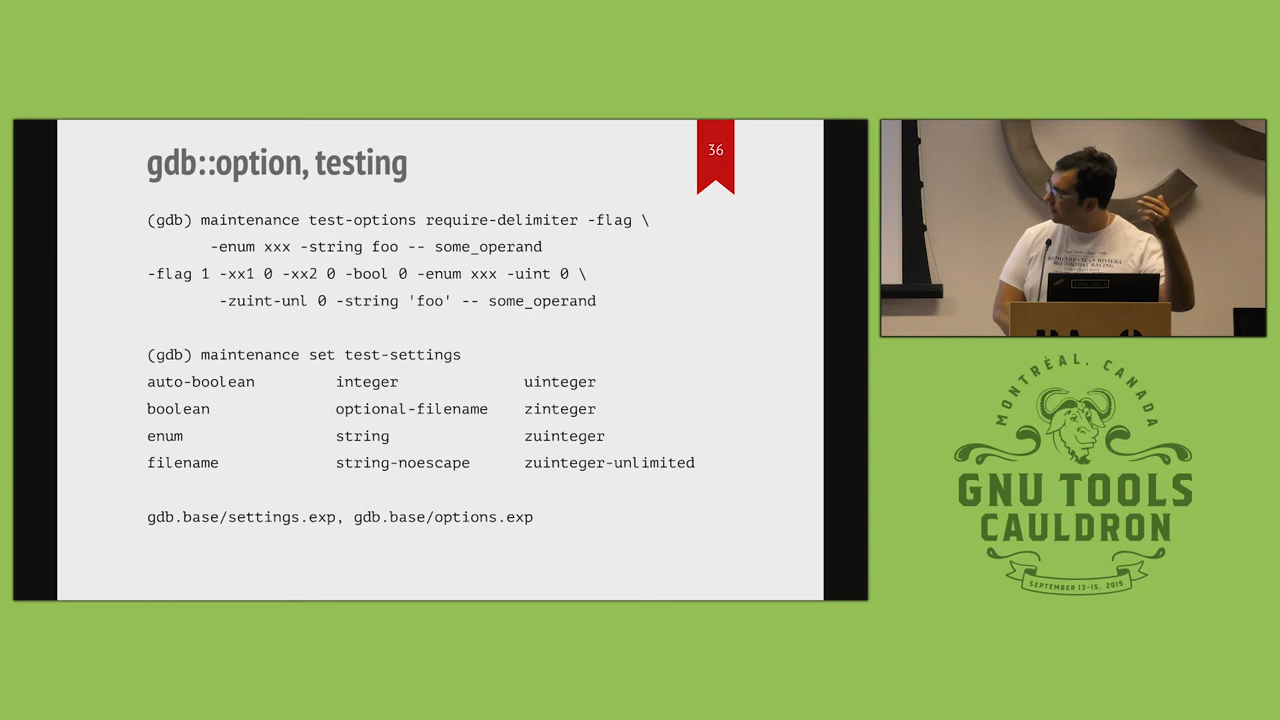 gdb::option, testing
36
(gdb) maintenance test-options require-delimiter -flag \
-enum xxx -string foo -- some_operand
-flag 1 -xx1 0 -xx2 0 -bool 0 -enum xxx -uint 0 \
-zuint-unl 0 -string 'foo' -- some_operand
(gdb) maintenance set test-settings
auto-boolean integer uinteger
boolean optional-filename zinteger
enum string zuinteger
filename string-noescape zuinteger-unlimited
gdb.base/settings.exp, gdb.base/options.exp
MONTRÉAL, CANADA
GNU TOOLS
CAULDRON
SEPTEMBER 13-15, 2019